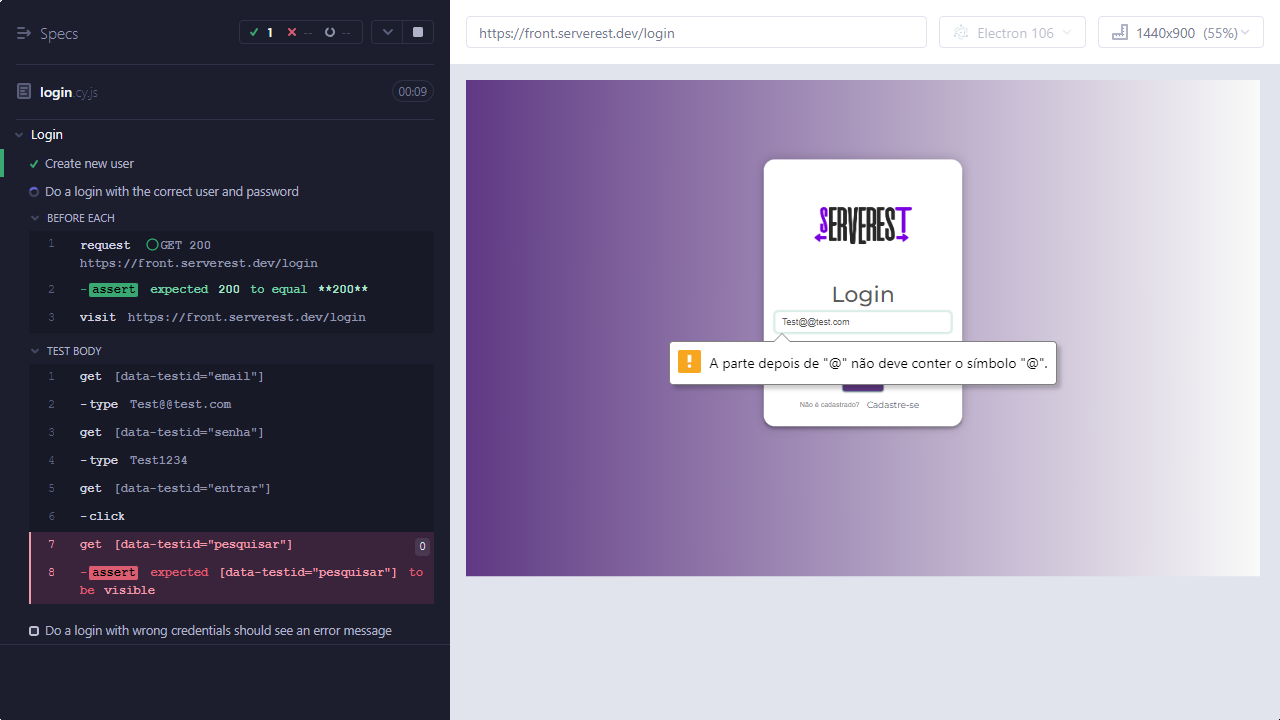 Specs
1
--
--
login.cy.js
00:09
Login
Create new user
Do a login with the correct user and password
BEFORE EACH
1 request GET 200
https://front.serverest.dev/login
2 -assert expected 200 to equal **200**
3 visit https://front.serverest.dev/login
TEST BODY
1 get [data-testid="email"]
2 -type Test@@test.com
3 get [data-testid="senha"]
4 -type Test1234
5 get [data-testid="entrar"]
6 -click
7 get [data-testid="pesquisar"] 0
8 -assert expected [data-testid="pesquisar"] to
be visible
Do a login with wrong credentials should see an error message
https://front.serverest.dev/login
Electron 106
1440x900 (55%)
SERVEREST
Login
Test@@test.com
A parte depois de "@" não deve conter o símbolo "@".
Não é cadastrado? Cadastre-se